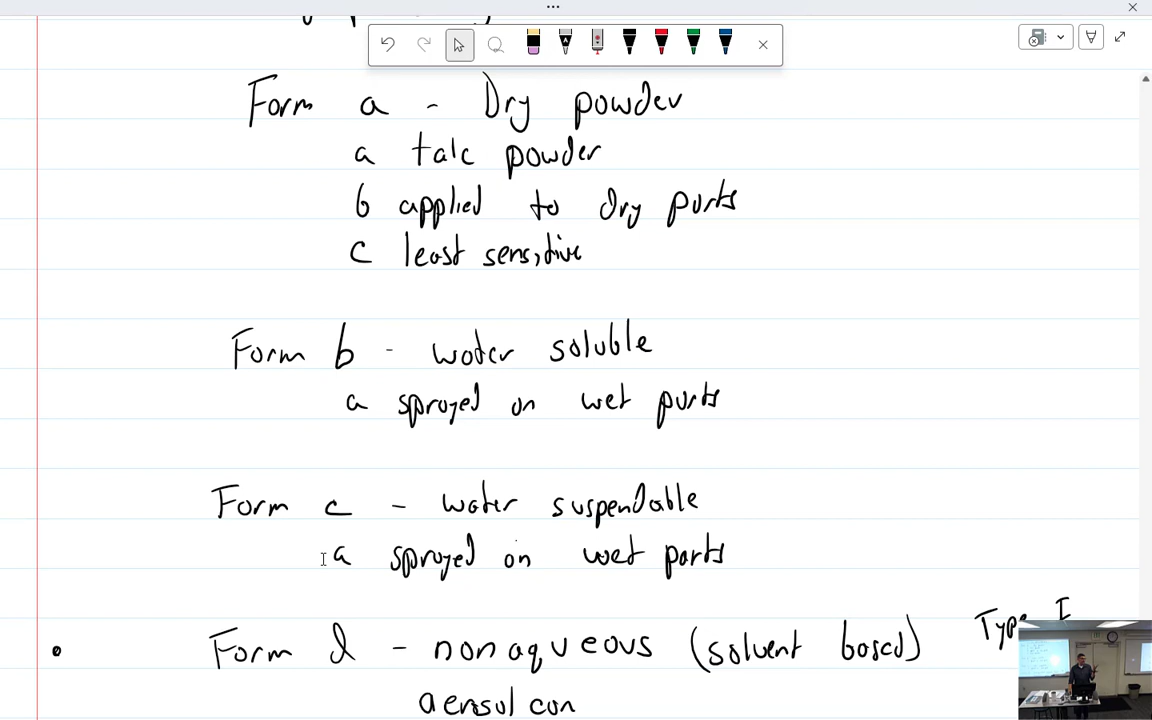 Form a - Dry powder
a talc powder
b applied to dry parts
c least sensitive
Form b - water soluble
a sprayed on wet parts
Form c - water suspendable
a sprayed on wet parts
Form d - nonaqueous (solvent based) Type I
aerosol can